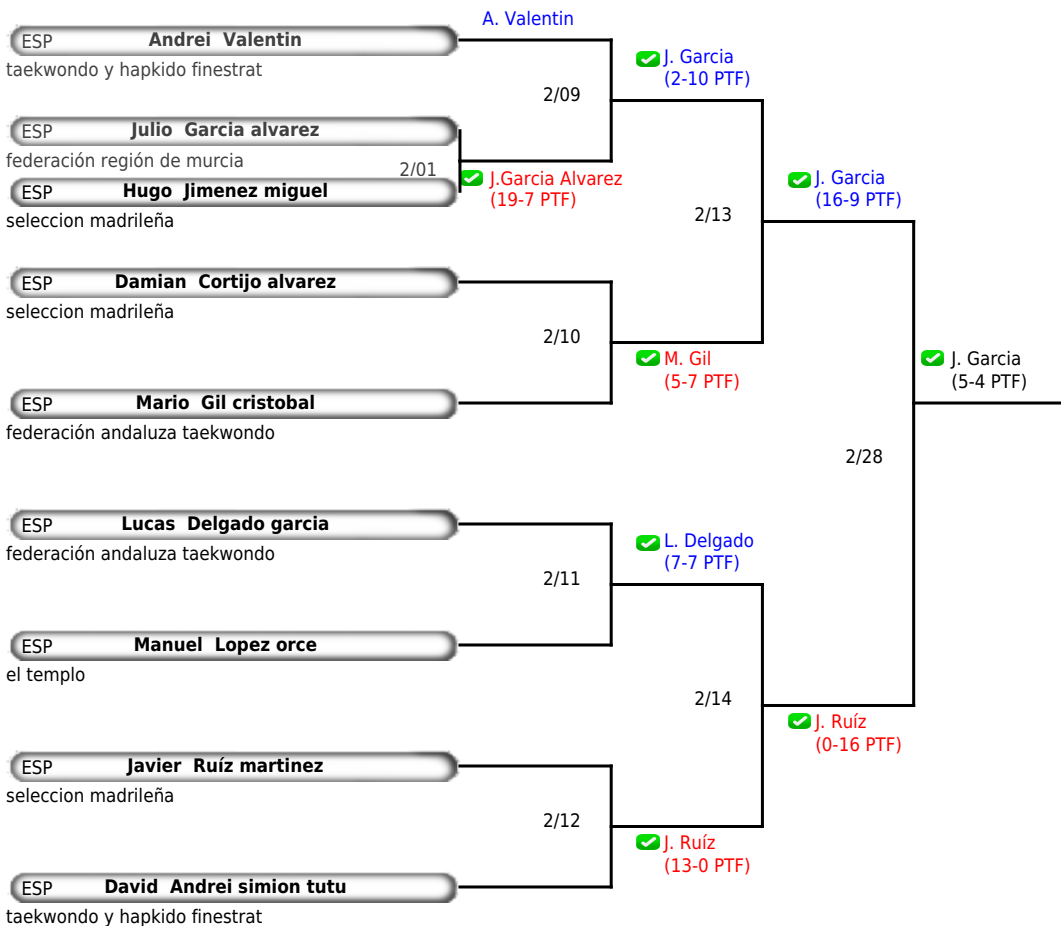 A. Valentin
ESP Andrei Valentin
taekwondo y hapkido finestrat
J. Garcia
(2-10 PTF)
2/09
ESP Julio Garcia alvarez
federación región de murcia
2/01
J.Garcia Alvarez
(19-7 PTF)
ESP Hugo Jimenez miguel
seleccion madrileña
J. Garcia
(16-9 PTF)
2/13
ESP Damian Cortijo alvarez
seleccion madrileña
2/10
M. Gil
(5-7 PTF)
J. Garcia
(5-4 PTF)
ESP Mario Gil cristobal
federación andaluza taekwondo
2/28
ESP Lucas Delgado garcia
federación andaluza taekwondo
L. Delgado
(7-7 PTF)
2/11
ESP Manuel Lopez orce
el templo
2/14
J. Ruíz
(0-16 PTF)
ESP Javier Ruíz martinez
seleccion madrileña
2/12
J. Ruíz
(13-0 PTF)
ESP David Andrei simion tutu
taekwondo y hapkido finestrat